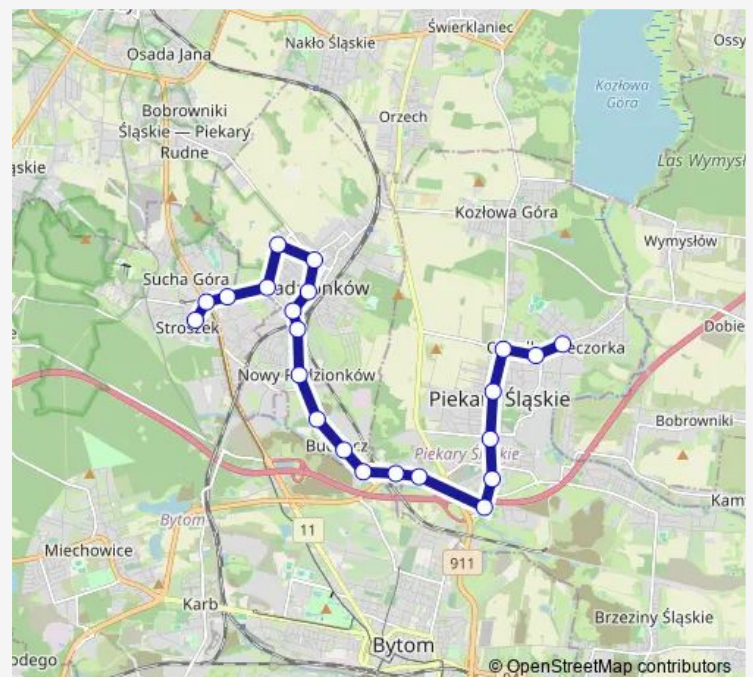 Świerklaniec
Nakło Śląskie
Ossy
Osada Jana
Kozłowa
Góra
Bobrowniki
Śląskie — Piekary
Rudne
Orzech
Las Wymysł
Kozłowa Góra
Wymysłów
Sucha Góra
Stroszek
Dobie
Nowy
Piekary Śląskie
Bobrowniki
Piekary Śląskie
Kam
Bytom
11
Miechowice
911
Karb
Brzeziny Śląskie
Bytom
© OpenStreetMap contributors